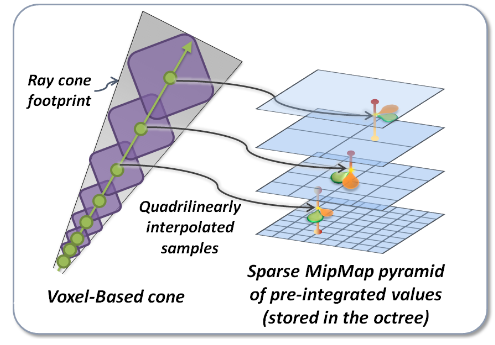 Ray cone
footprint
Quadrilinearly
interpolated
samples
Voxel-Based cone
Sparse MipMap pyramid
of pre-integrated values
(stored in the octree)